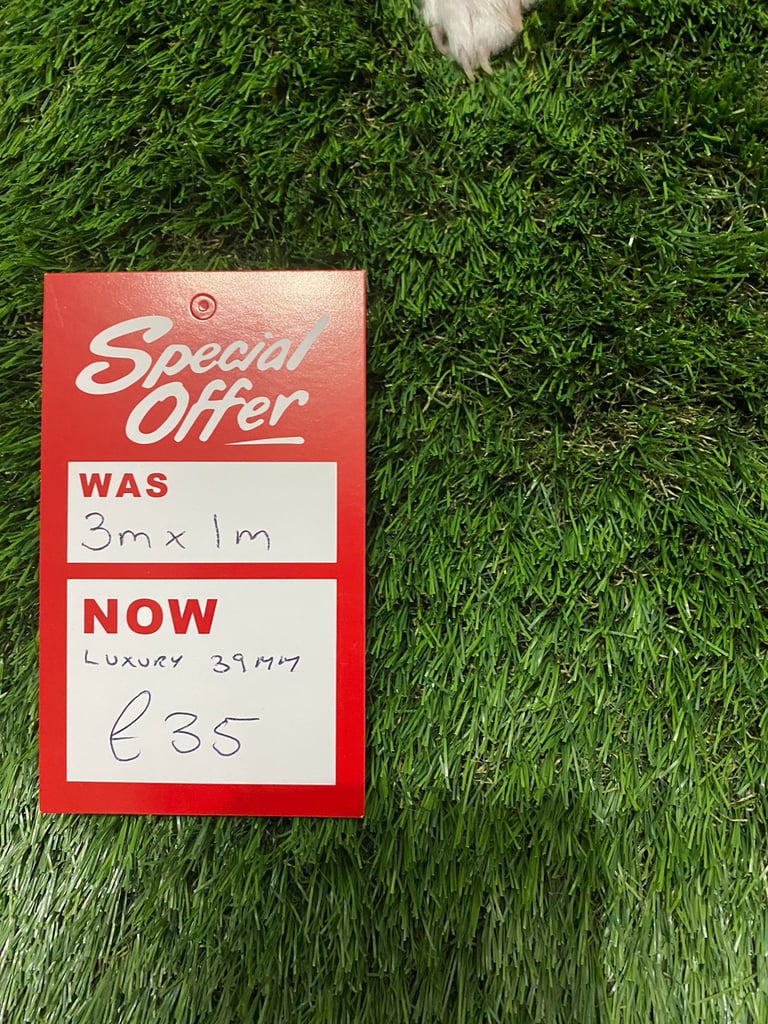 Special
Offer
WAS
3m x 1m
NOW
LUXURY 39MM
£35